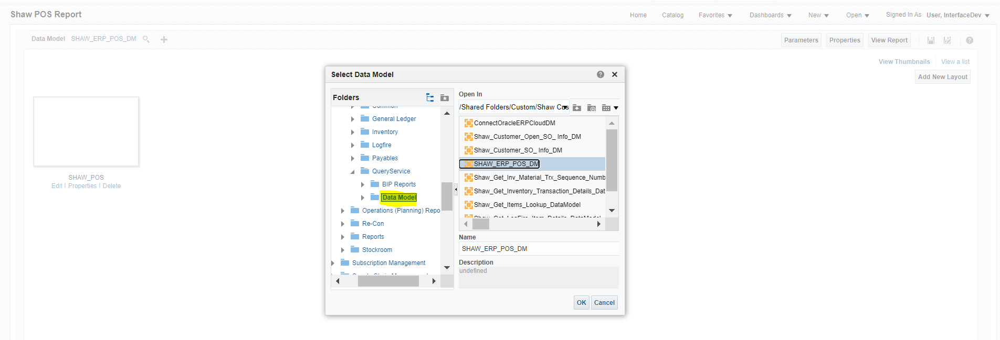 Shaw POS Report
Home Catalog Favorites Dashboards New Open Signed In As User, InterfaceDev
Data Model SHAW_ERP_POS_DM
Parameters Properties View Report
View Thumbnails View a list
Add New Layout
SHAW_POS
Edit | Properties | Delete
Select Data Model
Folders
Common
General Ledger
Inventory
Logfire
Payables
QueryService
BIP Reports
Data Model
Operations (Planning) Repo
Re-Con
Reports
Stockroom
Subscription Management
Open In
/Shared Folders/Custom/Shaw Cus
ConnectOracleERPCloudDM
Shaw_Customer_Open_SO_ Info_DM
Shaw_Customer_SO_ Info_DM
SHAW_ERP_POS_DM
Shaw_Get_Inv_Material_Trx_Sequence_Numb
Shaw_Get_Inventory_Transaction_Details_Dat
Shaw_Get_Items_Lookup_DataModel
Shaw_Get_LogFire_Item_Details_DataModel
Name
SHAW_ERP_POS_DM
Description
undefined
OK Cancel